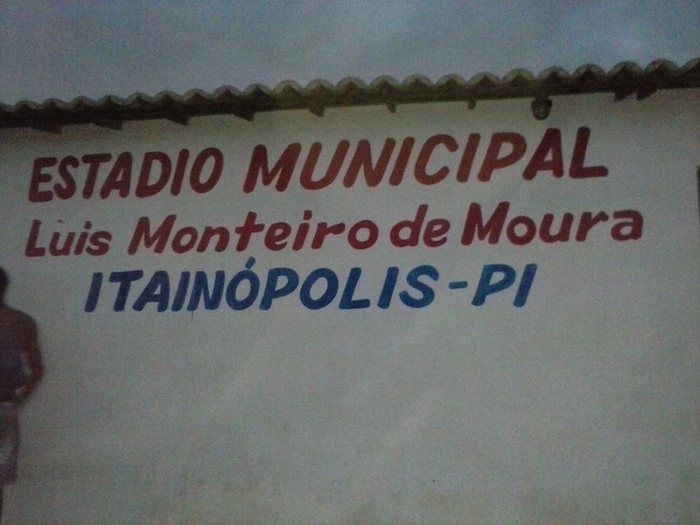 ESTADIO MUNICIPAL
Luis Monteiro de Moura
ITAINÓPOLIS-PI